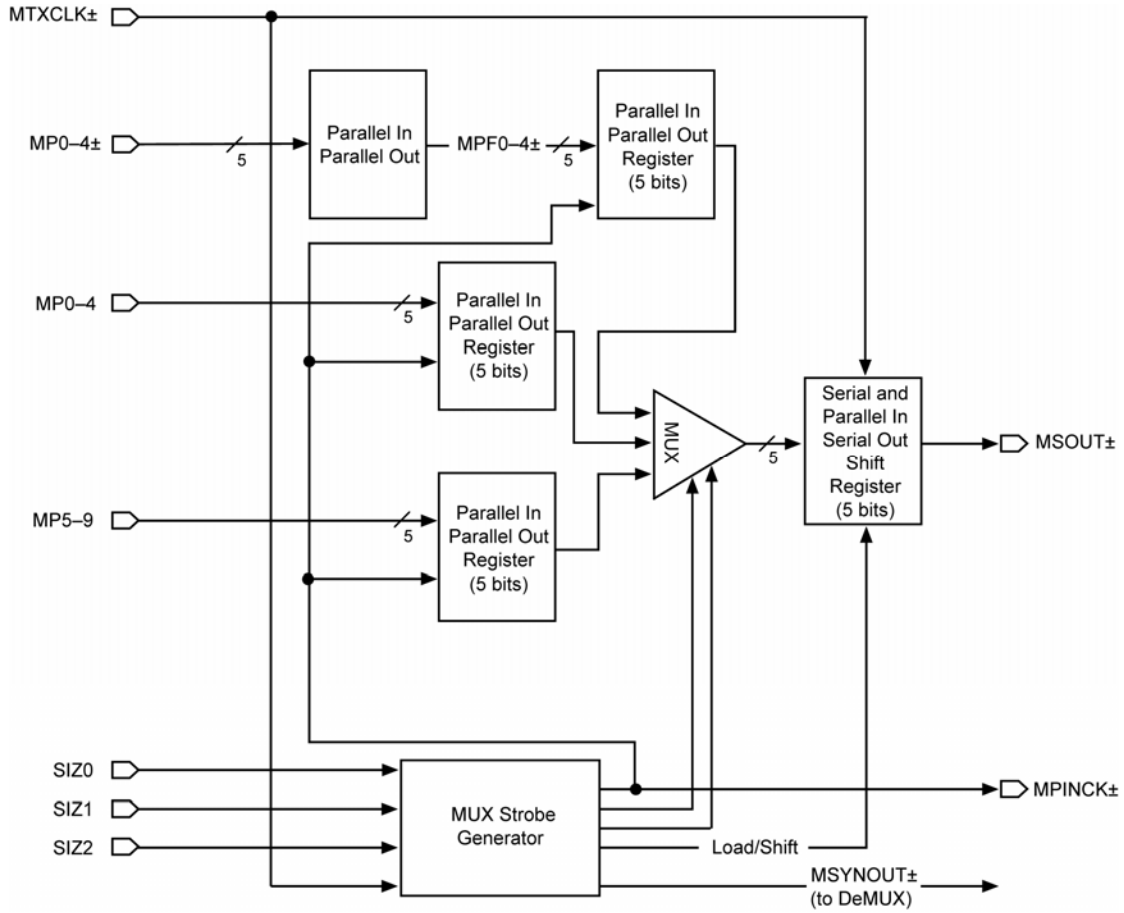 MTXCLK±
MP0–4±
5
Parallel In
Parallel Out
MPF0–4±
5
Parallel In
Parallel Out
Register
(5 bits)
MP0–4
5
Parallel In
Parallel Out
Register
(5 bits)
MUX
5
Serial and
Parallel In
Serial Out
Shift
Register
(5 bits)
MSOUT±
MP5–9
5
Parallel In
Parallel Out
Register
(5 bits)
SIZ0
SIZ1
SIZ2
MUX Strobe
Generator
MPINCK±
Load/Shift
MSYNOUT±
(to DeMUX)